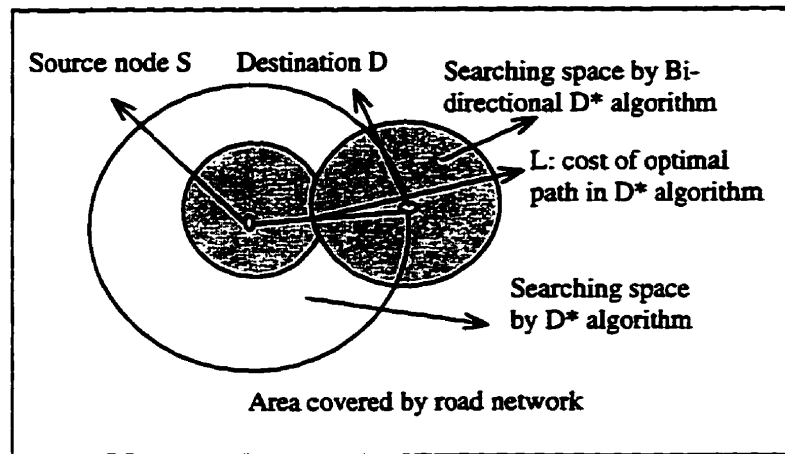 Source node S
Destination D
Searching space by Bi-
directional D* algorithm
L: cost of optimal
path in D* algorithm
Searching space
by D* algorithm
Area covered by road network